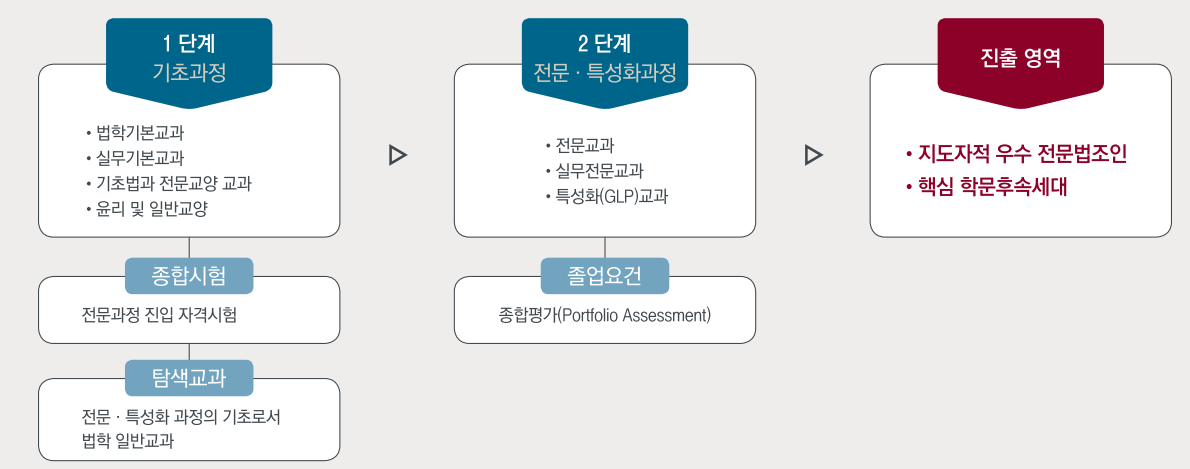 1 단계
기초과정
• 법학기본교과
• 실무기본교과
• 기초법과 전문교양 교과
• 윤리 및 일반교양
종합시험
전문과정 진입 자격시험
탐색교과
전문 · 특성화 과정의 기초로서
법학 일반교과
2 단계
전문 · 특성화과정
• 전문교과
• 실무전문교과
• 특성화(GLP)교과
졸업요건
종합평가(Portfolio Assessment)
진출 영역
• 지도자적 우수 전문법조인
• 핵심 학문후속세대